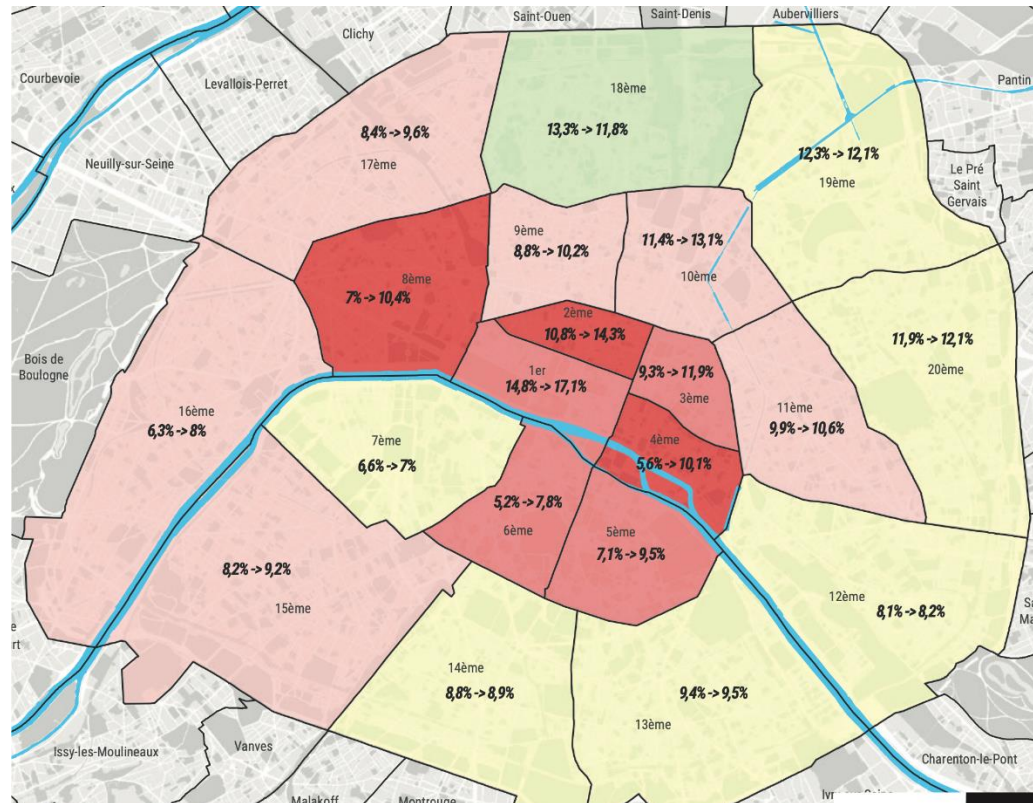 Saint-Ouen
Saint-Denis
Aubervilliers
Clichy
Courbevoie
Levallois-Perret
Pantin
18ème
13,3% -> 11,8%
8,4% -> 9,6%
17ème
12,3% -> 12,1%
19ème
Neuilly-sur-Seine
Le Pré
Saint
Gervais
9ème
8,8% -> 10,2%
11,4% -> 13,1%
10ème
8ème
7% -> 10,4%
2ème
10,8% -> 14,3%
11,9% -> 12,1%
20ème
Bois de
Boulogne
1er
14,8% -> 17,1%
9,3% -> 11,9%
3ème
16ème
6,3% -> 8%
11ème
9,9% -> 10,6%
7ème
6,6% -> 7%
4ème
5,6% -> 10,1%
5,2% -> 7,8%
6ème
5ème
7,1% -> 9,5%
8,2% -> 9,2%
15ème
12ème
8,1% -> 8,2%
14ème
8,8% -> 8,9%
9,4% -> 9,5%
13ème
Issy-les-Moulineaux
Vanves
Charenton-le-Pont
Malakoff
Montrouge